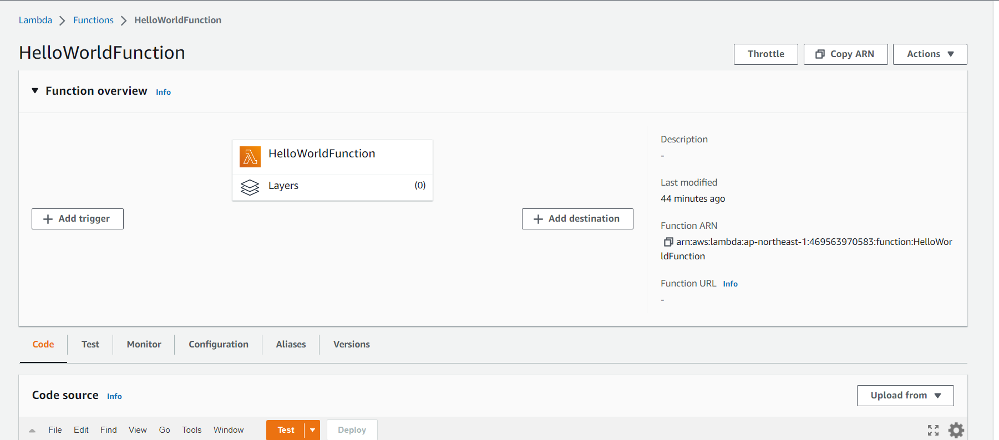 Lambda > Functions > HelloWorldFunction
HelloWorldFunction
Throttle Copy ARN Actions
Function overview Info
HelloWorldFunction
Layers (0)
+ Add trigger
+ Add destination
Description
-
Last modified
44 minutes ago
Function ARN
arn:aws:lambda:ap-northeast-1:469563970583:function:HelloWor
ldFunction
Function URL Info
-
Code Test Monitor Configuration Aliases Versions
Code source Info
Upload from
File Edit Find View Go Tools Window Test Deploy